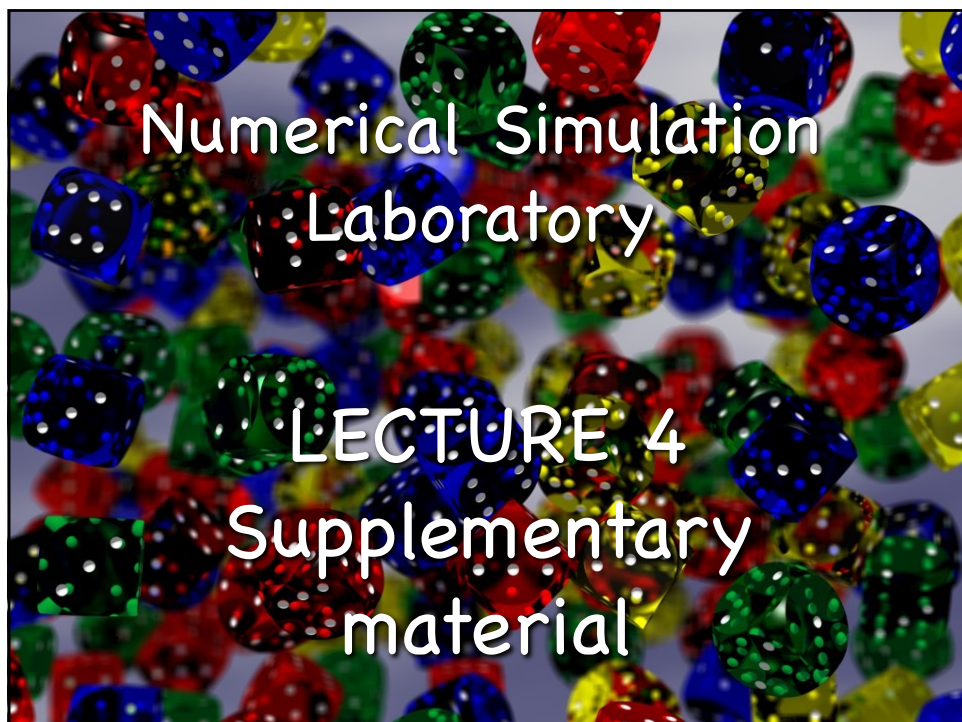 Numerical Simulation
Laboratory
LECTURE 4
Supplementary
material